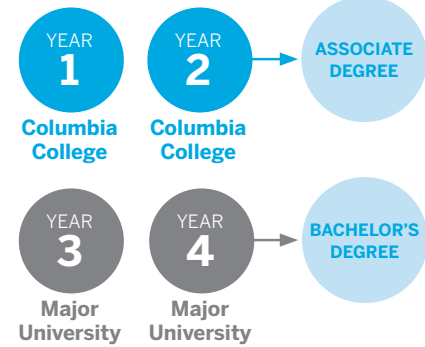 YEAR
1
YEAR
2
ASSOCIATE
DEGREE
Columbia
College
Columbia
College
YEAR
3
YEAR
4
BACHELOR'S
DEGREE
Major
University
Major
University